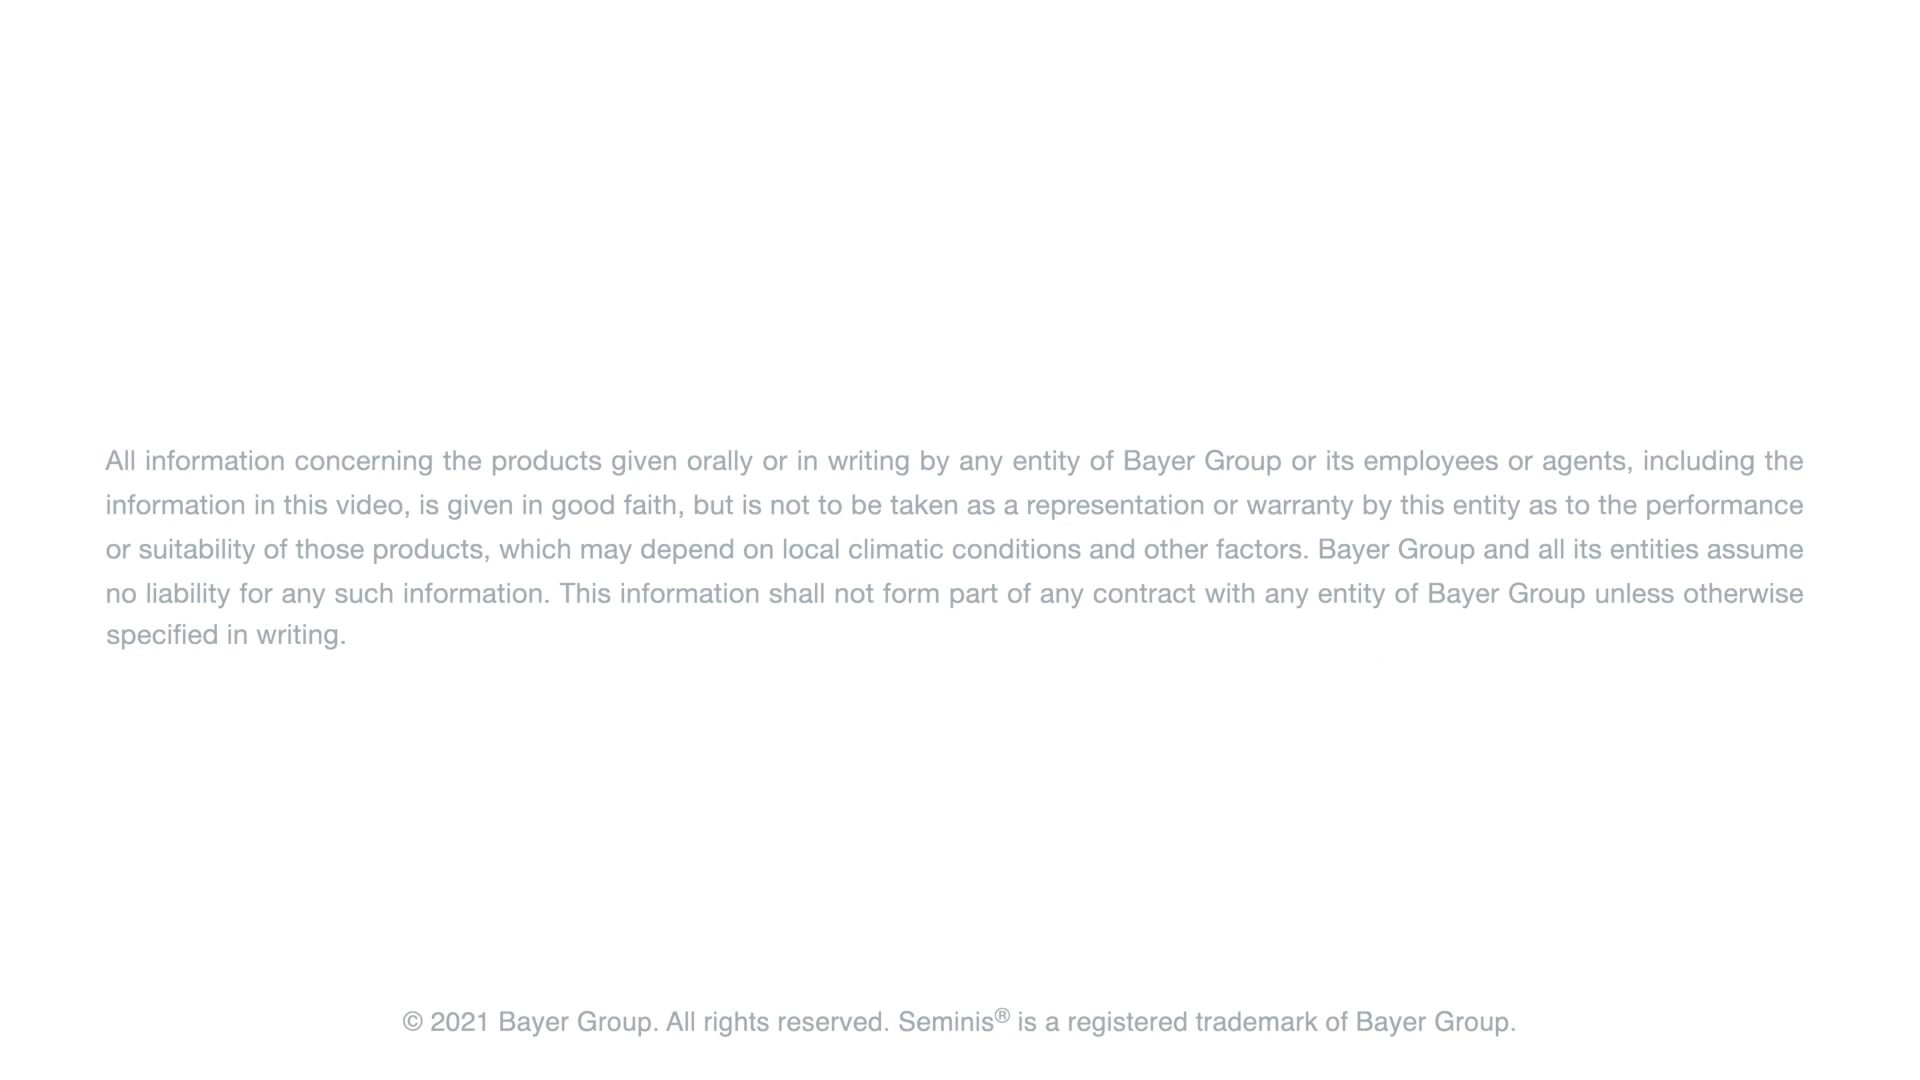 All information concerning the products given orally or in writing by any entity of Bayer Group or its employees or agents, including the
information in this video, is given in good faith, but is not to be taken as a representation or warranty by this entity as to the performance
or suitability of those products, which may depend on local climatic conditions and other factors. Bayer Group and all its entities assume
no liability for any such information. This information shall not form part of any contract with any entity of Bayer Group unless otherwise
specified in writing.
© 2021 Bayer Group. All rights reserved. Seminis® is a registered trademark of Bayer Group.